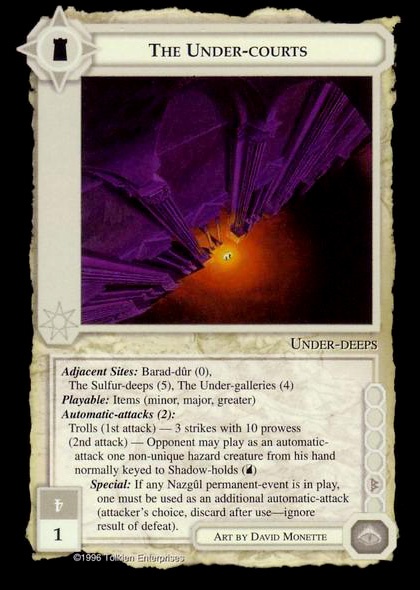 The Under-courts
Under-deeps
Adjacent Sites: Barad-dûr (0),
The Sulfur-deeps (5), The Under-galleries (4)
Playable: Items (minor, major, greater)
Automatic-attacks (2):
Trolls (1st attack) — 3 strikes with 10 prowess
(2nd attack) — Opponent may play as an automatic-
attack one non-unique hazard creature from his hand
normally keyed to Shadow-holds ()
Special: If any Nazgûl permanent-event is in play,
one must be used as an additional automatic-attack
(attacker's choice, discard after use—ignore
result of defeat).
1
Art by David Monette
©1996 Tolkien Enterprises